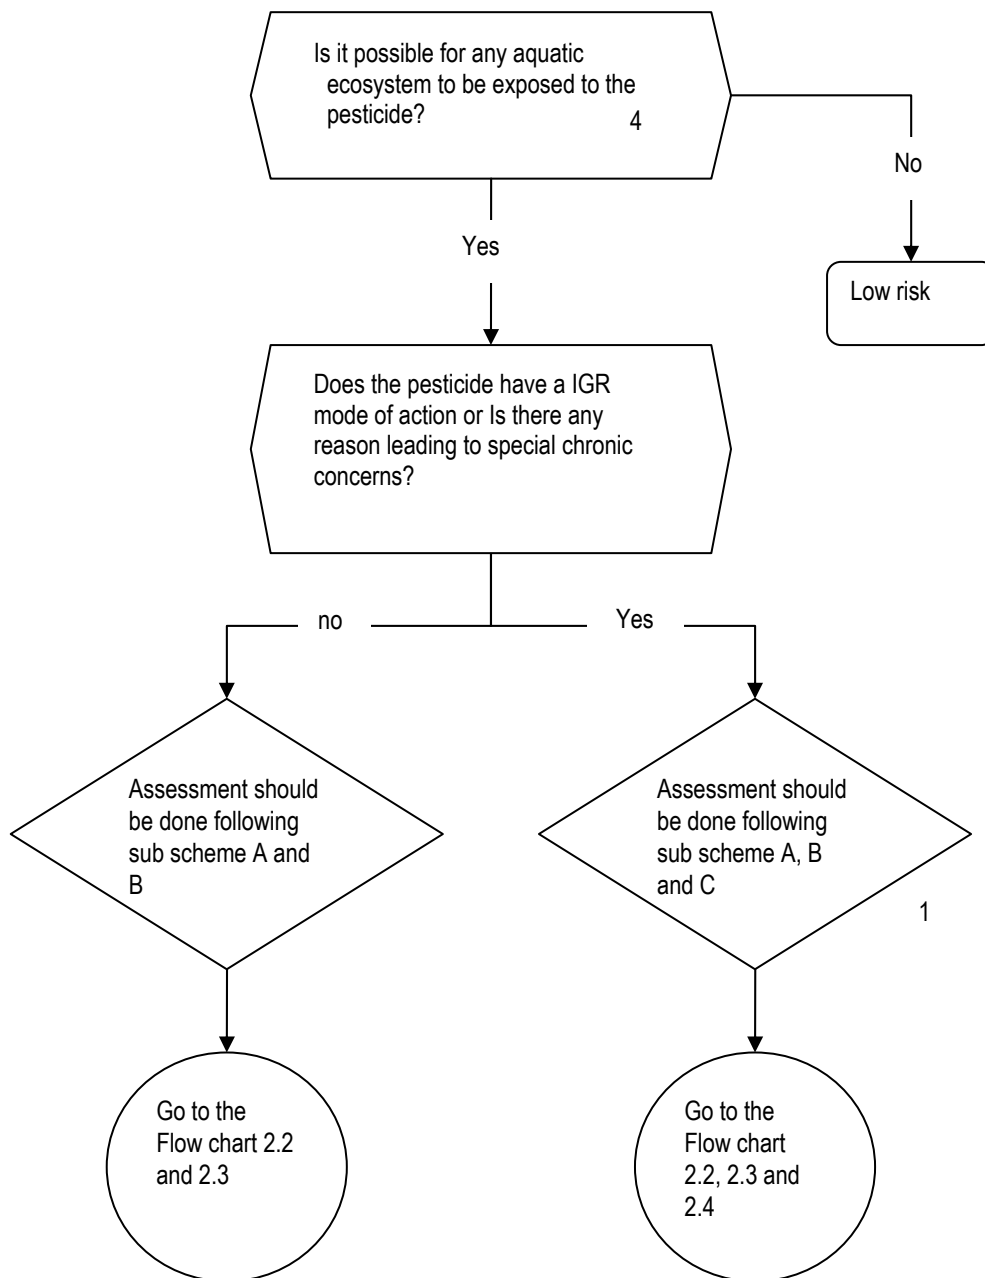 Is it possible for any aquatic
ecosystem to be exposed to the
pesticide?
4
No
Yes
Low risk
Does the pesticide have a IGR
mode of action or Is there any
reason leading to special chronic
concerns?
no
Yes
Assessment should
be done following
sub scheme A and
B
Assessment should
be done following
sub scheme A, B
and C
1
Go to the
Flow chart 2.2
and 2.3
Go to the
Flow chart
2.2, 2.3 and
2.4